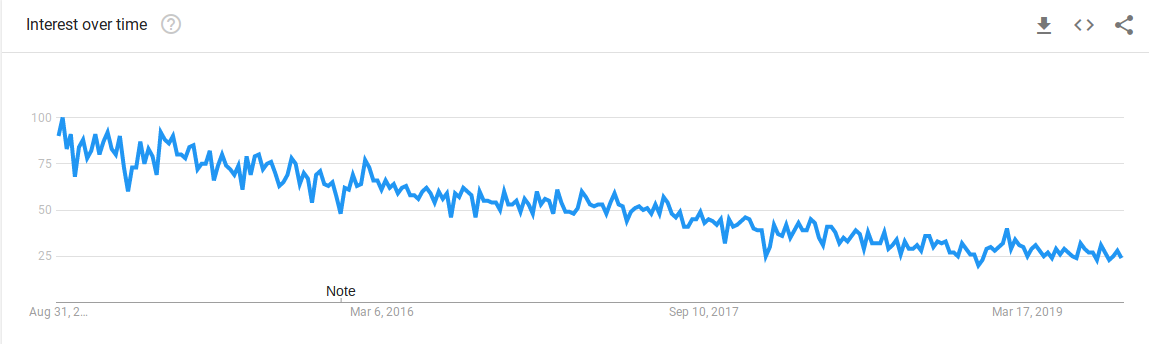 Interest over time ?
100
75
50
25
Note
Aug 31, 2... Mar 6, 2016 Sep 10, 2017 Mar 17, 2019